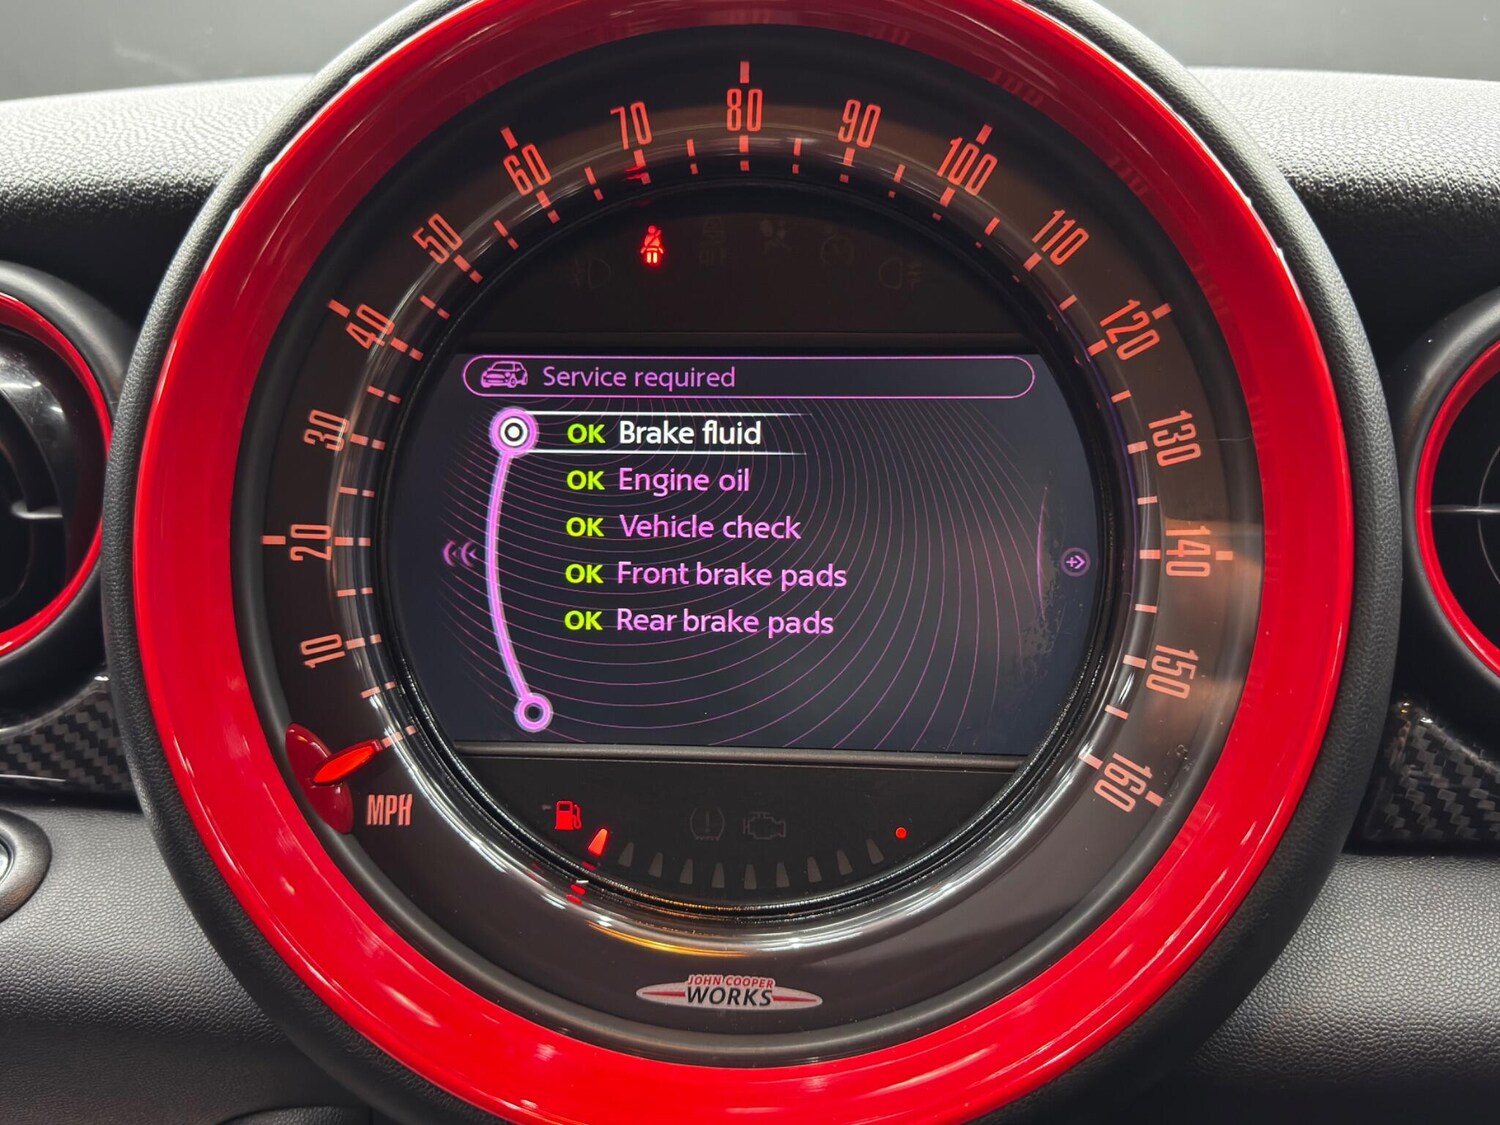 10
20
30
40
50
60
70
80
90
100
110
120
130
140
150
160
MPH
Service required
OK Brake fluid
OK Engine oil
OK Vehicle check
OK Front brake pads
OK Rear brake pads
JOHN COOPER
WORKS